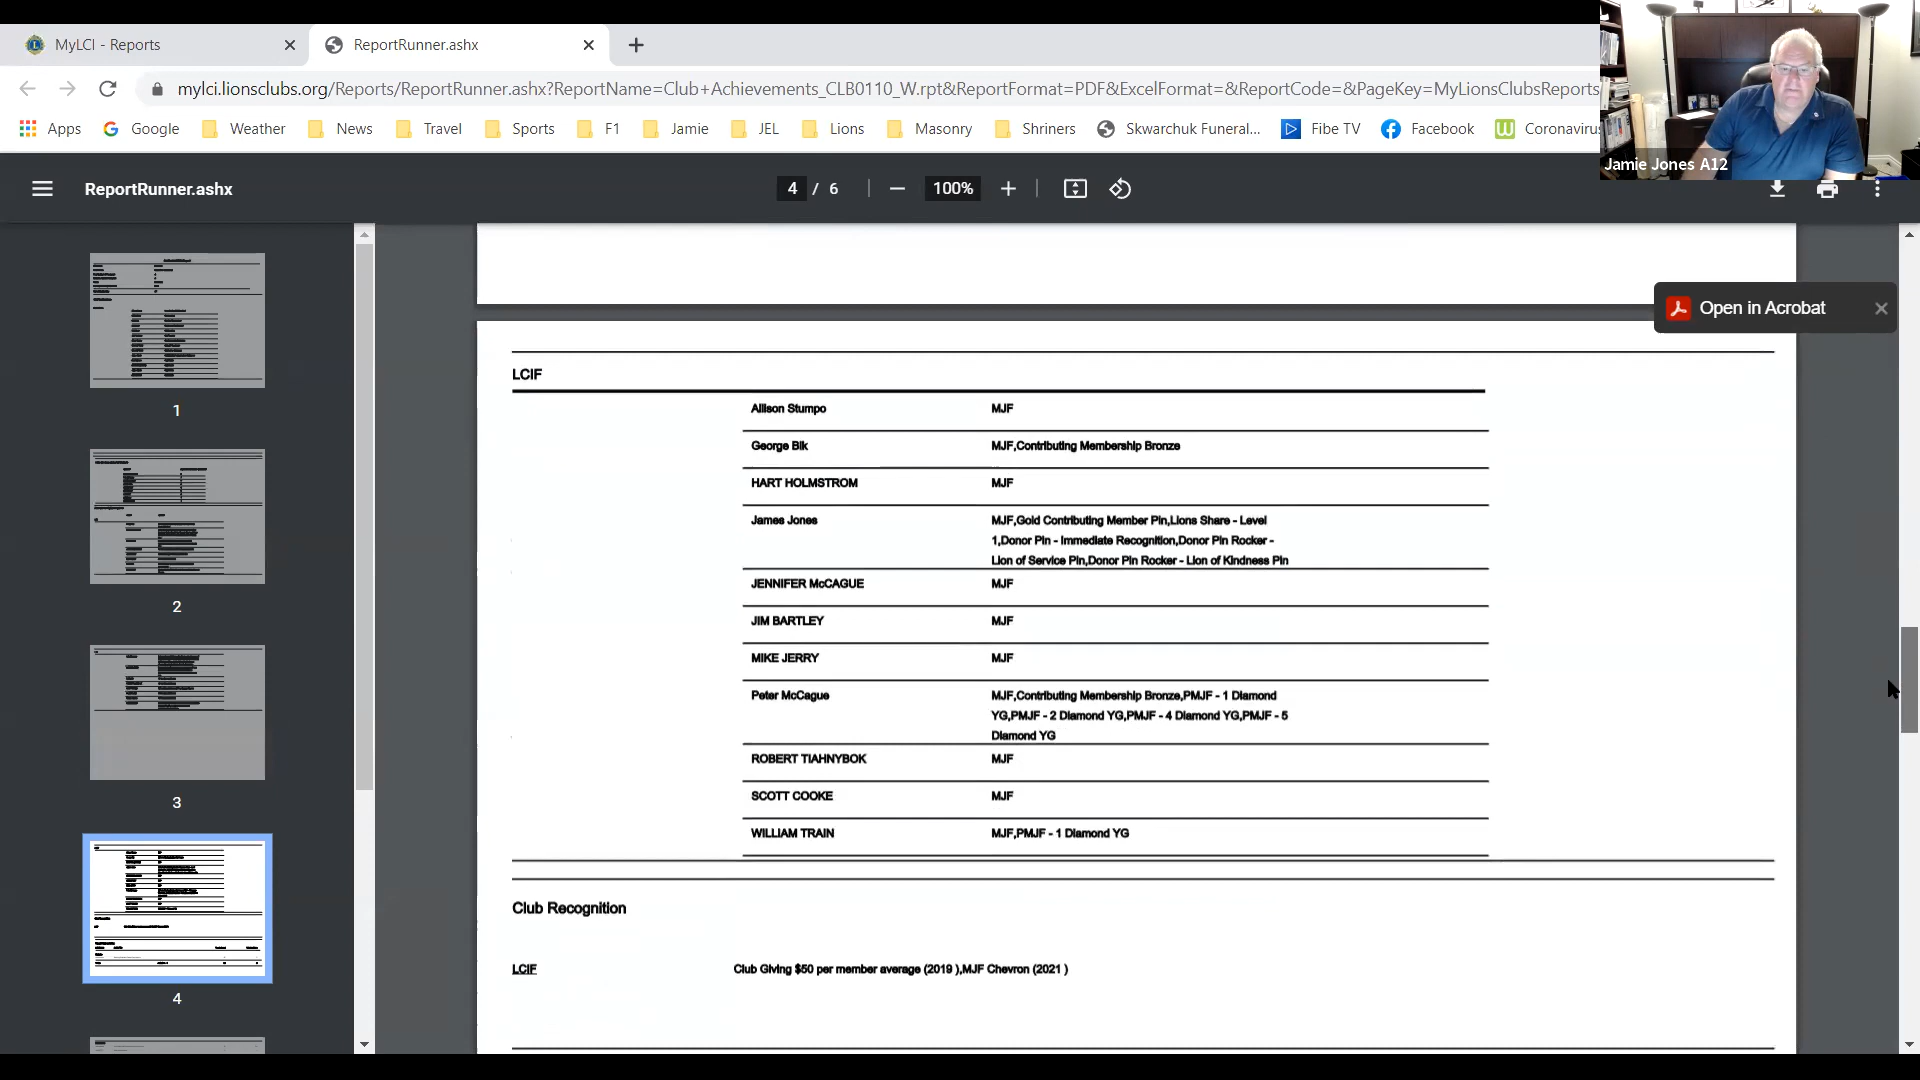 MyLCI - Reports
ReportRunner.ashx
mylci.lionsclubs.org/Reports/ReportRunner.ashx?ReportName=Club+Achievements_CLB0110_W.rpt&ReportFormat=PDF&ExcelFormat=&ReportCode=&PageKey=MyLionsClubsReports
Apps Google Weather News Travel Sports F1 Jamie JEL Lions Masonry Shriners Skwarchuk Funeral... Fibe TV Facebook Coronavirus
Jamie Jones A12
ReportRunner.ashx
4 / 6
100%
Open in Acrobat
1
2
3
4
LCIF
Allison Stumpo MJF
George Bik MJF,Contributing Membership Bronze
HART HOLMSTROM MJF
James Jones MJF,Gold Contributing Member Pin,Lions Share - Level
1,Donor Pin - Immediate Recognition,Donor Pin Rocker -
Lion of Service Pin,Donor Pin Rocker - Lion of Kindness Pin
JENNIFER McCAGUE MJF
JIM BARTLEY MJF
MIKE JERRY MJF
Peter McCague MJF,Contributing Membership Bronze,PMJF - 1 Diamond
YG,PMJF - 2 Diamond YG,PMJF - 4 Diamond YG,PMJF - 5
Diamond YG
ROBERT TIAHNYBOK MJF
SCOTT COOKE MJF
WILLIAM TRAIN MJF,PMJF - 1 Diamond YG
Club Recognition
LCIF Club Giving $50 per member average (2019 ),MJF Chevron (2021 )